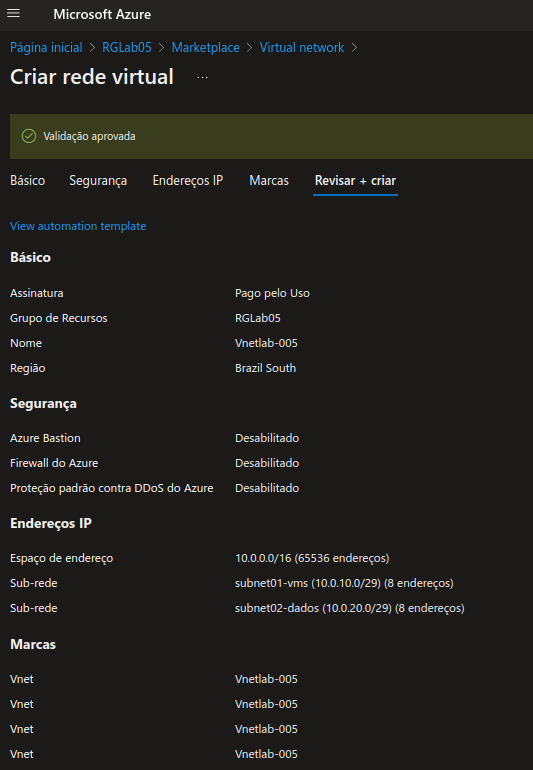 Microsoft Azure
Página inicial > RGLab05 > Marketplace > Virtual network >
Criar rede virtual ...
Validação aprovada
Básico Segurança Endereços IP Marcas Revisar + criar
View automation template
Básico
Assinatura Pago pelo Uso
Grupo de Recursos RGLab05
Nome Vnetlab-005
Região Brazil South
Segurança
Azure Bastion Desabilitado
Firewall do Azure Desabilitado
Proteção padrão contra DDoS do Azure Desabilitado
Endereços IP
Espaço de endereço 10.0.0.0/16 (65536 endereços)
Sub-rede subnet01-vms (10.0.10.0/29) (8 endereços)
Sub-rede subnet02-dados (10.0.20.0/29) (8 endereços)
Marcas
Vnet Vnetlab-005
Vnet Vnetlab-005
Vnet Vnetlab-005
Vnet Vnetlab-005